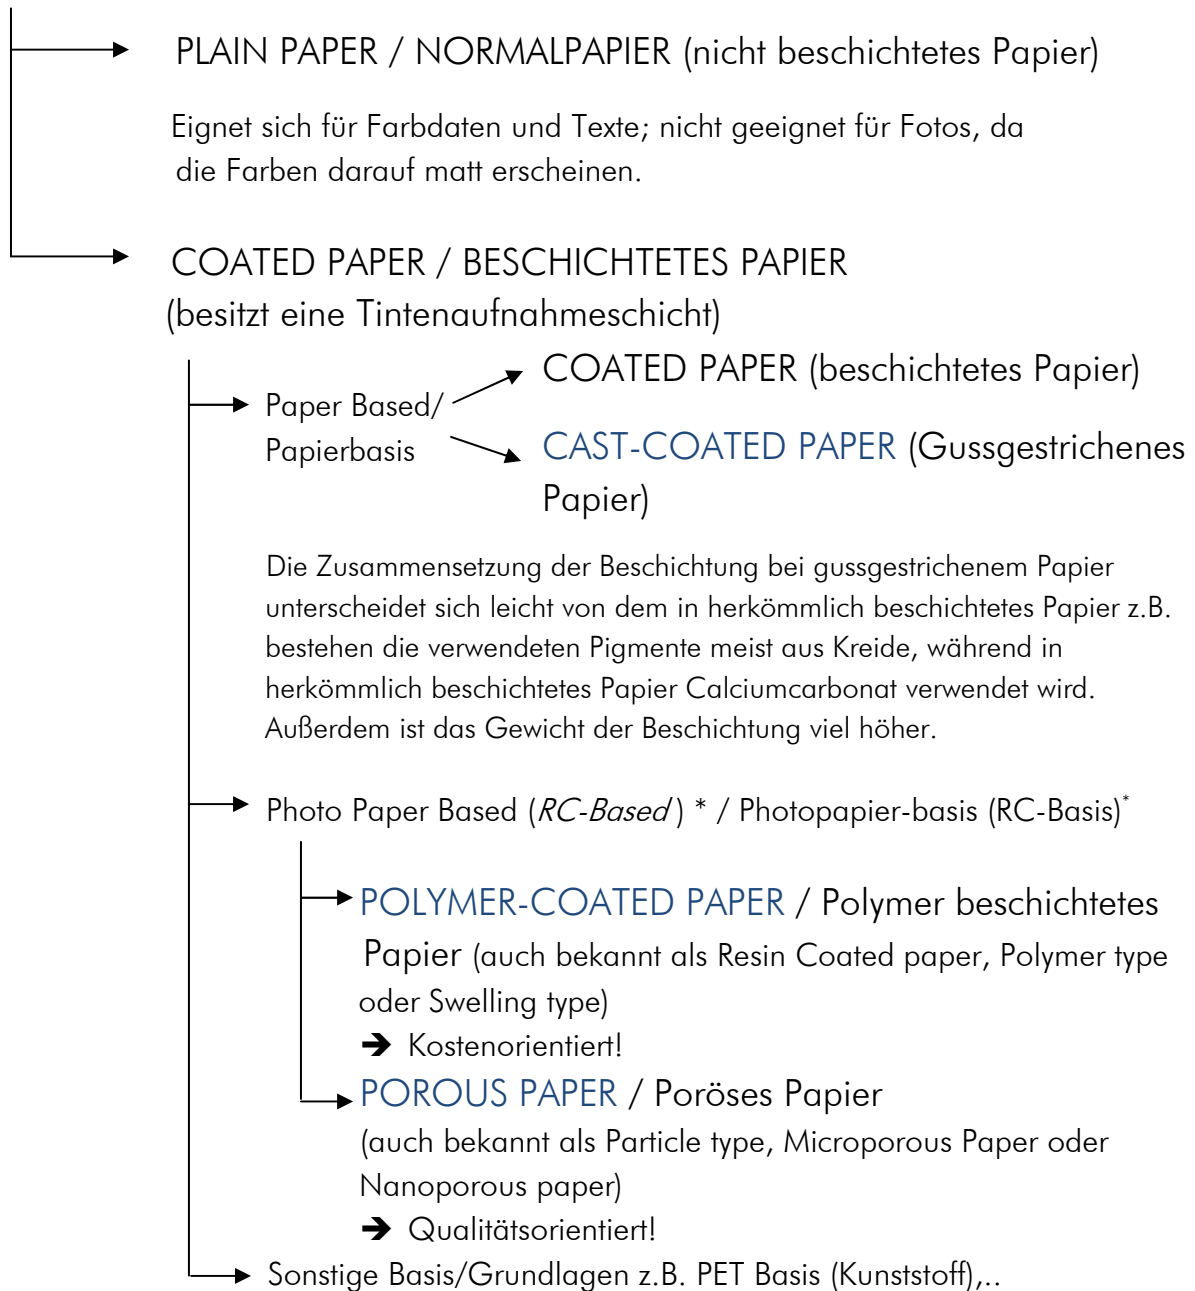 PLAIN PAPER / NORMALPAPIER (nicht beschichtetes Papier)
Eignet sich für Farbdaten und Texte; nicht geeignet für Fotos, da
die Farben darauf matt erscheinen.
COATED PAPER / BESCHICHTETES PAPIER
(besitzt eine Tintenaufnahmeschicht)
Paper Based/
Papierbasis
COATED PAPER (beschichtetes Papier)
CAST-COATED PAPER (Gussgestrichenes
Papier)
Die Zusammensetzung der Beschichtung bei gussgestrichenem Papier
unterscheidet sich leicht von dem in herkömmlich beschichtetes Papier z.B.
bestehen die verwendeten Pigmente meist aus Kreide, während in
herkömmlich beschichtetes Papier Calciumcarbonat verwendet wird.
Außerdem ist das Gewicht der Beschichtung viel höher.
Photo Paper Based (RC-Based) * / Photopapier-basis (RC-Basis)*
POLYMER-COATED PAPER / Polymer beschichtetes
Papier (auch bekannt als Resin Coated paper, Polymer type
oder Swelling type)
➔ Kostenorientiert!
POROUS PAPER / Poröses Papier
(auch bekannt als Particle type, Microporous Paper oder
Nanoporous paper)
➔ Qualitätsorientiert!
Sonstige Basis/Grundlagen z.B. PET Basis (Kunststoff),..